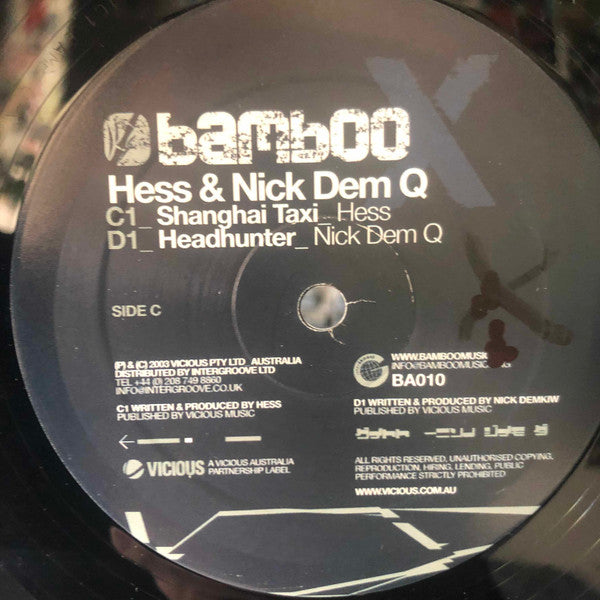 bamboo
Hess & Nick Dem Q
C1_ Shanghai Taxi_ Hess
D1_ Headhunter_ Nick Dem Q
SIDE C
(P) & (C) 2003 VICIOUS PTY LTD_ AUSTRALIA
DISTRIBUTED BY INTERGROOVE LTD
TEL +44 (0) 208 749 8860
INFO@INTERGROOVE.CO.UK
C1 WRITTEN & PRODUCED BY HESS
PUBLISHED BY VICIOUS MUSIC
VICIOUS
A VICIOUS AUSTRALIA
PARTNERSHIP LABEL
WWW.BAMBOOMUSIC
INFO@BAMBOOMUSIC
BA010
D1 WRITTEN & PRODUCED BY NICK DEMKIW
PUBLISHED BY VICIOUS MUSIC
ALL RIGHTS RESERVED, UNAUTHORISED COPYING,
REPRODUCTION, HIRING, LENDING, PUBLIC
PERFORMANCE STRICTLY PROHIBITED
WWW.VICIOUS.COM.AU